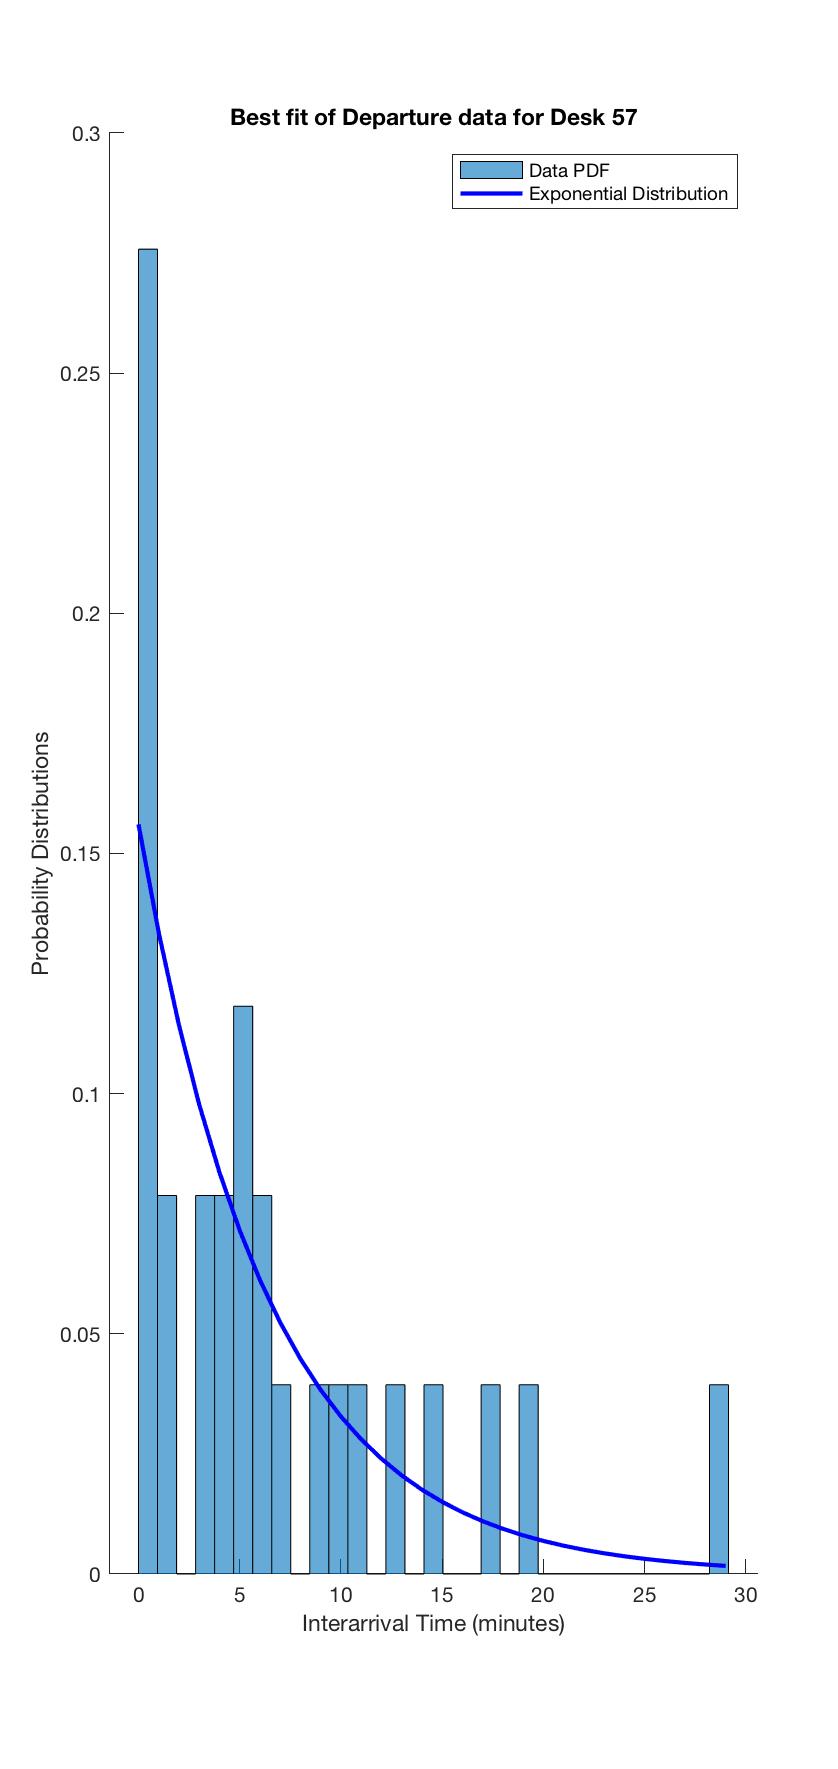 Best fit of Departure data for Desk 57
Data PDF
Exponential Distribution
0.3
0.25
0.2
0.15
0.1
0.05
0
Probability Distributions
0 5 10 15 20 25 30
Interarrival Time (minutes)